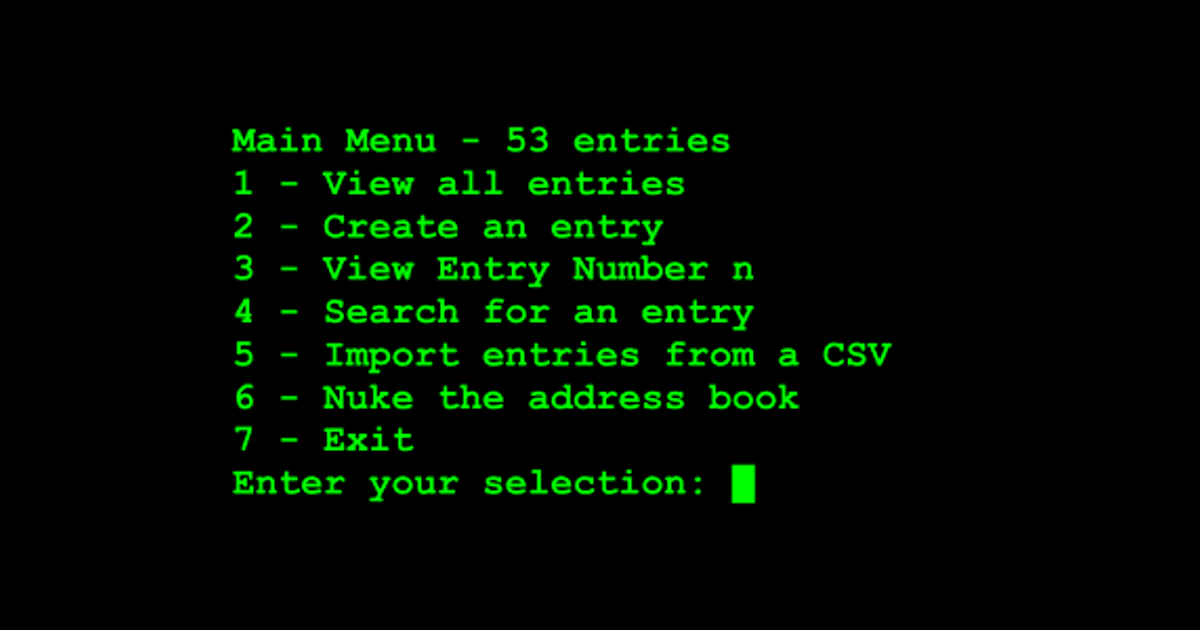 Main Menu - 53 entries
1 - View all entries
2 - Create an entry
3 - View Entry Number n
4 - Search for an entry
5 - Import entries from a CSV
6 - Nuke the address book
7 - Exit
Enter your selection: